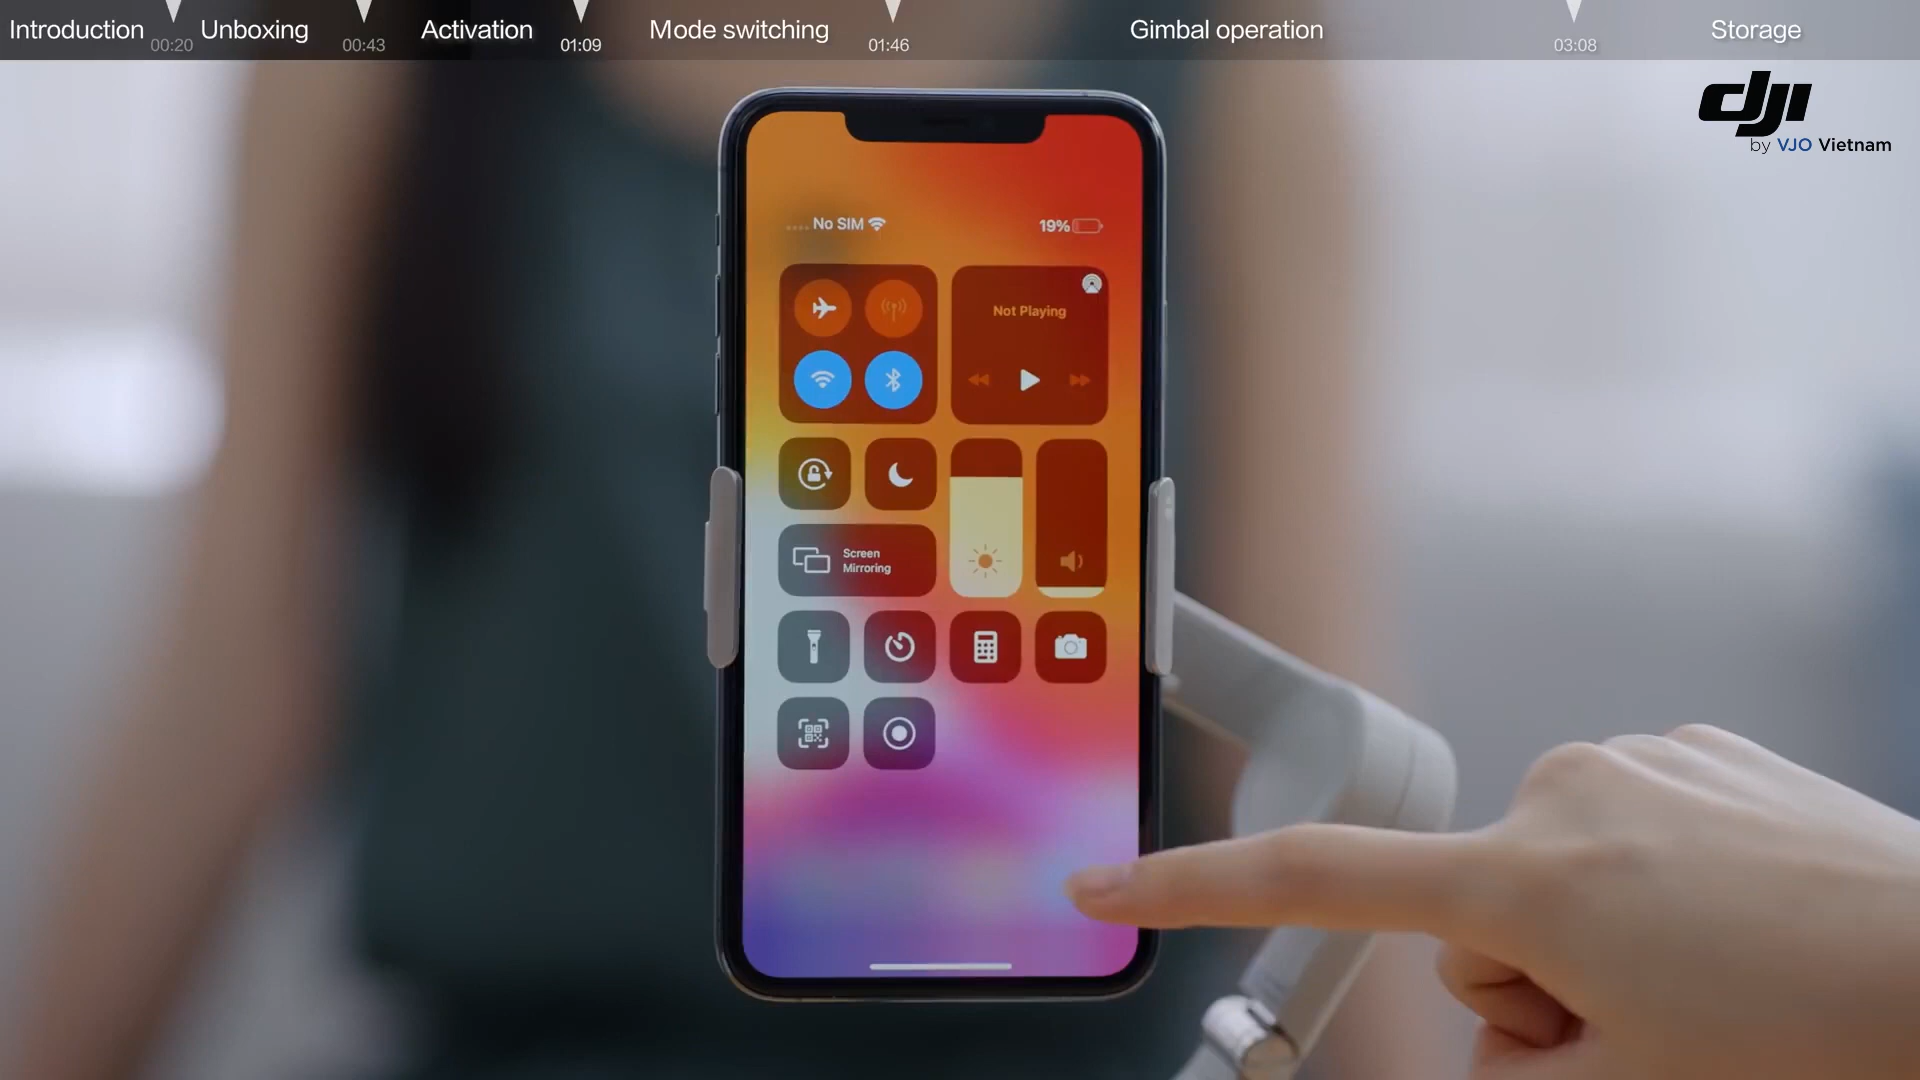 Introduction
00:20
Unboxing
00:43
Activation
01:09
Mode switching
01:46
Gimbal operation
03:08
Storage
dji
by VJO Vietnam
No SIM
19%
Not Playing
Screen
Mirroring